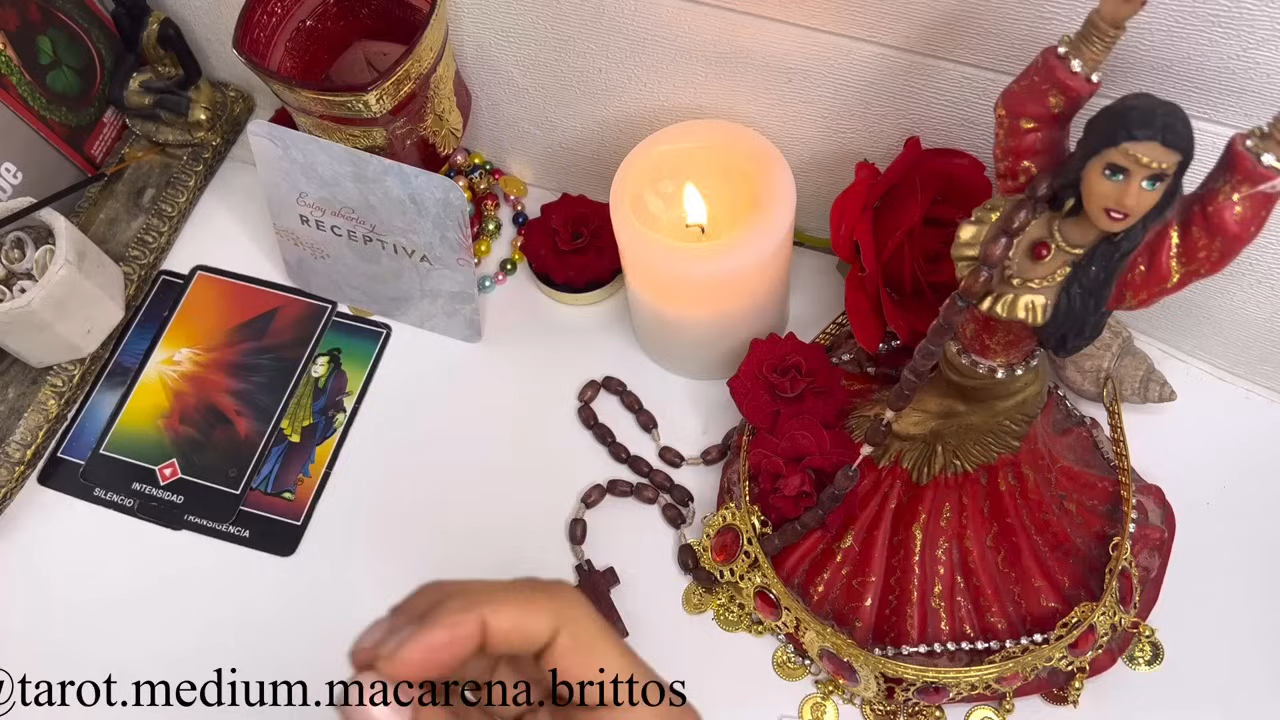 Estoy abierta y
RECEPTIVA
INTENSIDAD
SILENCIO
TRANSIGENCIA
@tarot.medium.macarena.brittos